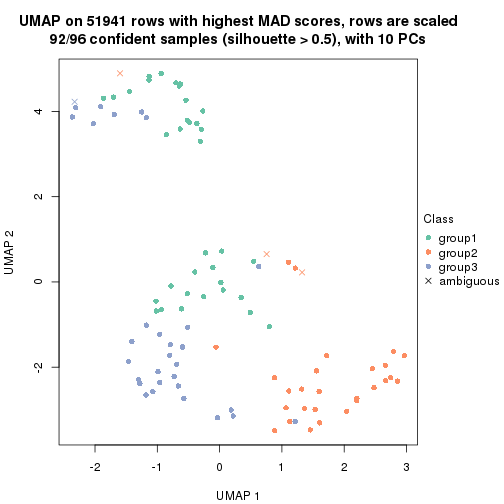 UMAP on 51941 rows with highest MAD scores, rows are scaled
92/96 confident samples (silhouette > 0.5), with 10 PCs
4
2
0
-2
UMAP 2
-2
-1
0
1
2
3
UMAP 1
Class
group1
group2
group3
ambiguous